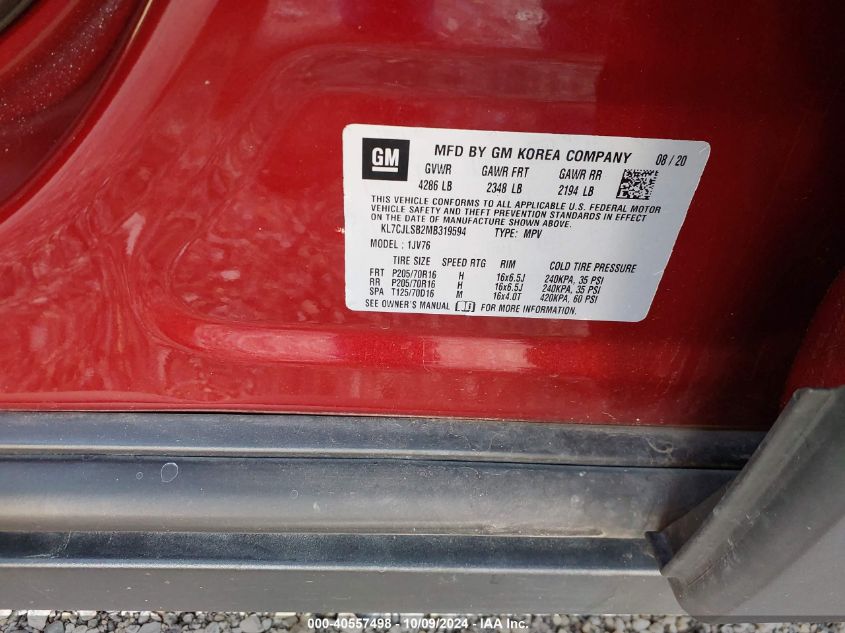 GM MFD BY GM KOREA COMPANY 08/20
GVWR GAWR FRT GAWR RR
4286 LB 2348 LB 2194 LB
THIS VEHICLE CONFORMS TO ALL APPLICABLE U.S. FEDERAL MOTOR
VEHICLE SAFETY AND THEFT PREVENTION STANDARDS IN EFFECT
ON THE DATE OF MANUFACTURE SHOWN ABOVE.
KL7CJLSB2MB319594 TYPE: MPV
MODEL: 1JV76
TIRE SIZE SPEED RTG RIM COLD TIRE PRESSURE
FRT P205/70R16 H 16x6.5J 240KPA, 35 PSI
RR P205/70R16 H 16x6.5J 240KPA, 35 PSI
SPA T125/70D16 M 16x4.0T 420KPA, 60 PSI
SEE OWNER'S MANUAL FOR MORE INFORMATION.
000-40557498 - 10/09/2024 - IAA Inc.